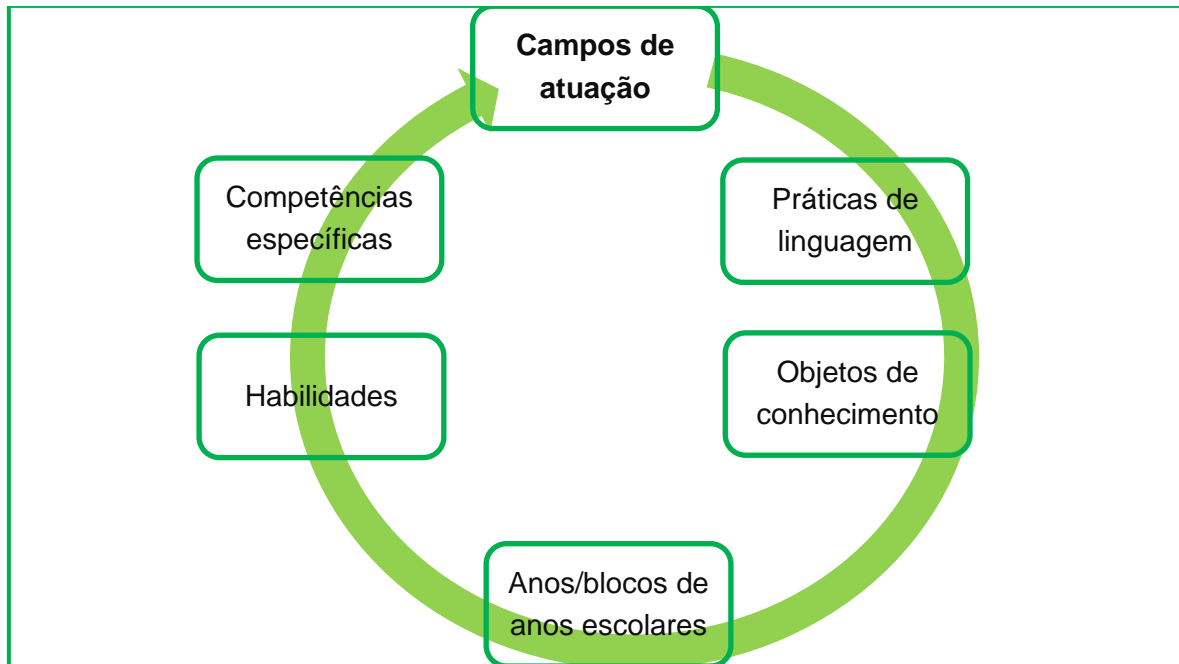 Campos de
atuação
Práticas de
linguagem
Objetos de
conhecimento
Anos/blocos de
anos escolares
Habilidades
Competências
específicas